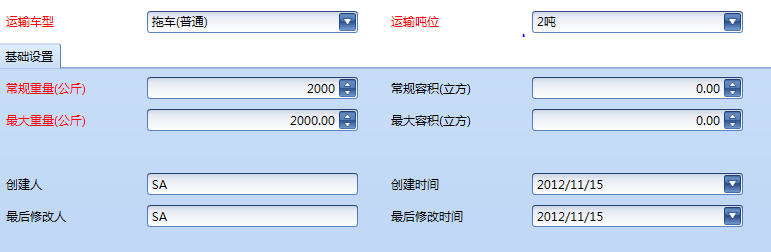 运输车型 拖车(普通) 运输吨位 2吨
基础设置
常规重量(公斤) 2000 常规容积(立方) 0.00
最大重量(公斤) 2000.00 最大容积(立方) 0.00
创建人 SA 创建时间 2012/11/15
最后修改人 SA 最后修改时间 2012/11/15